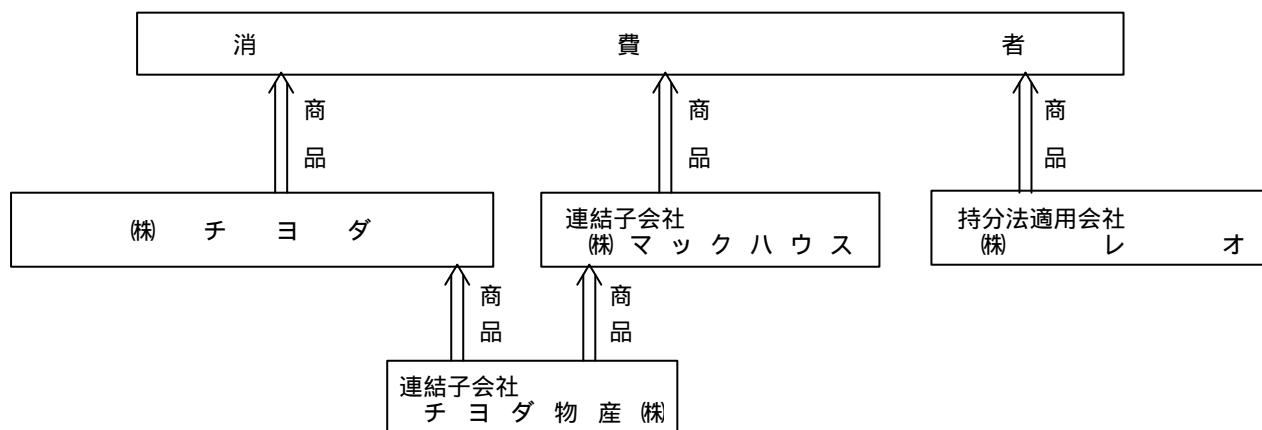 消費者
商品
商品
商品
㈱チヨダ
連結子会社
㈱マックハウス
持分法適用会社
㈱レオ
商品
商品
連結子会社
チヨダ物産㈱